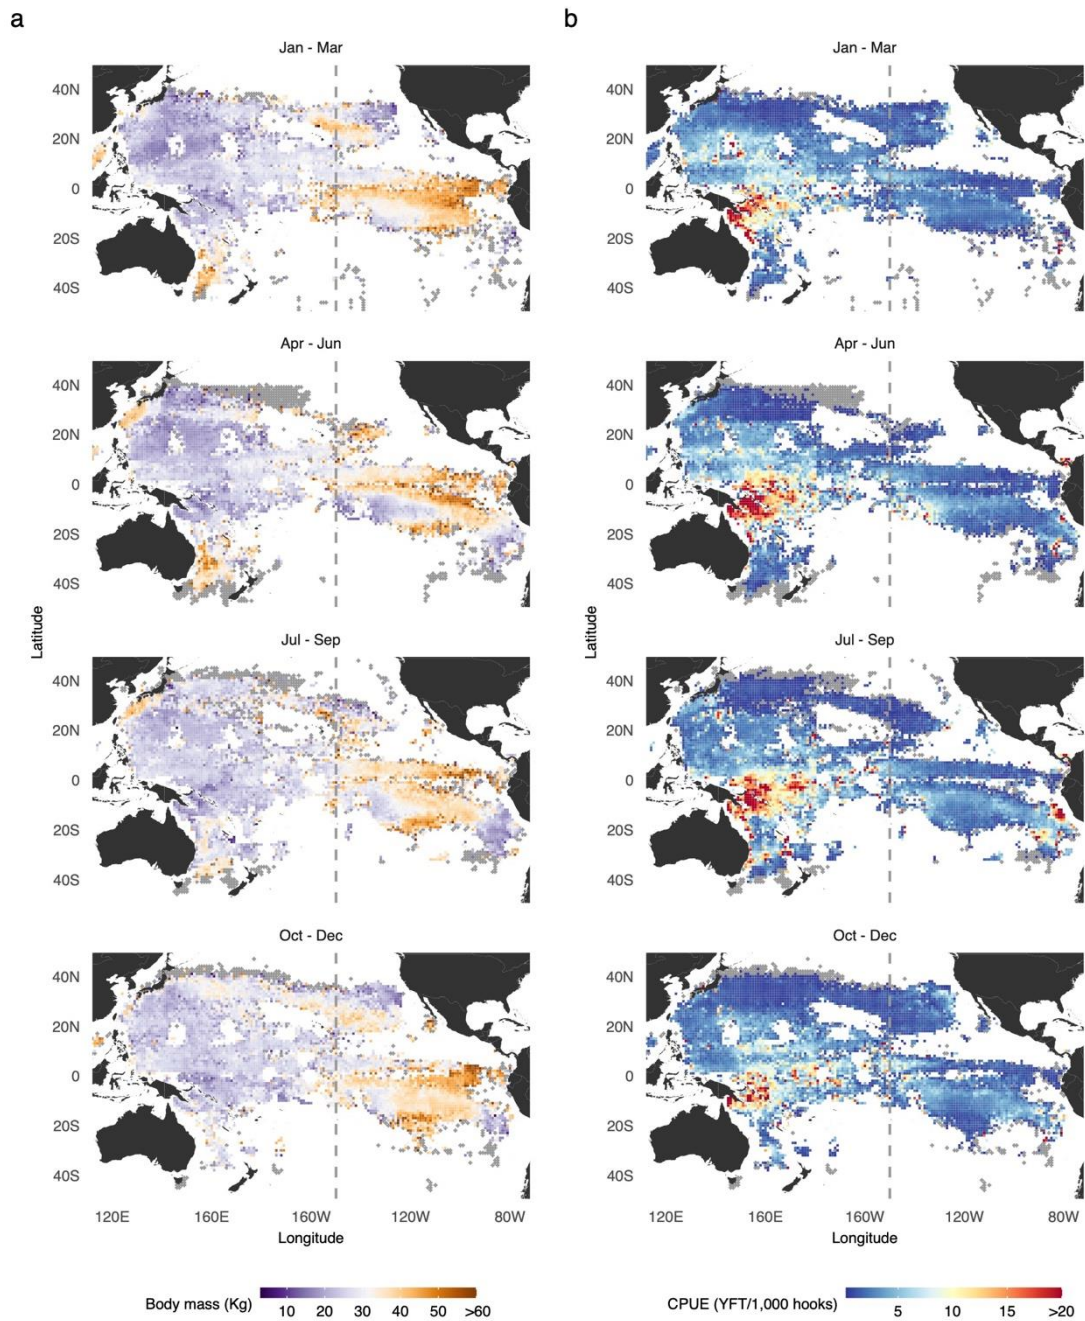 a b
Jan - Mar Jan - Mar
40N 40N
20N 20N
0 0
20S 20S
40S 40S
Apr - Jun Apr - Jun
40N 40N
20N 20N
0 0
20S 20S
40S 40S
Latitude Latitude
Jul - Sep Jul - Sep
40N 40N
20N 20N
0 0
20S 20S
40S 40S
Oct - Dec Oct - Dec
40N 40N
20N 20N
0 0
20S 20S
40S 40S
120E 160E 160W 120W 80W 120E 160E 160W 120W 80W
Longitude Longitude
Body mass (Kg) 10 20 30 40 50 >60 CPUE (YFT/1,000 hooks) 5 10 15 >20